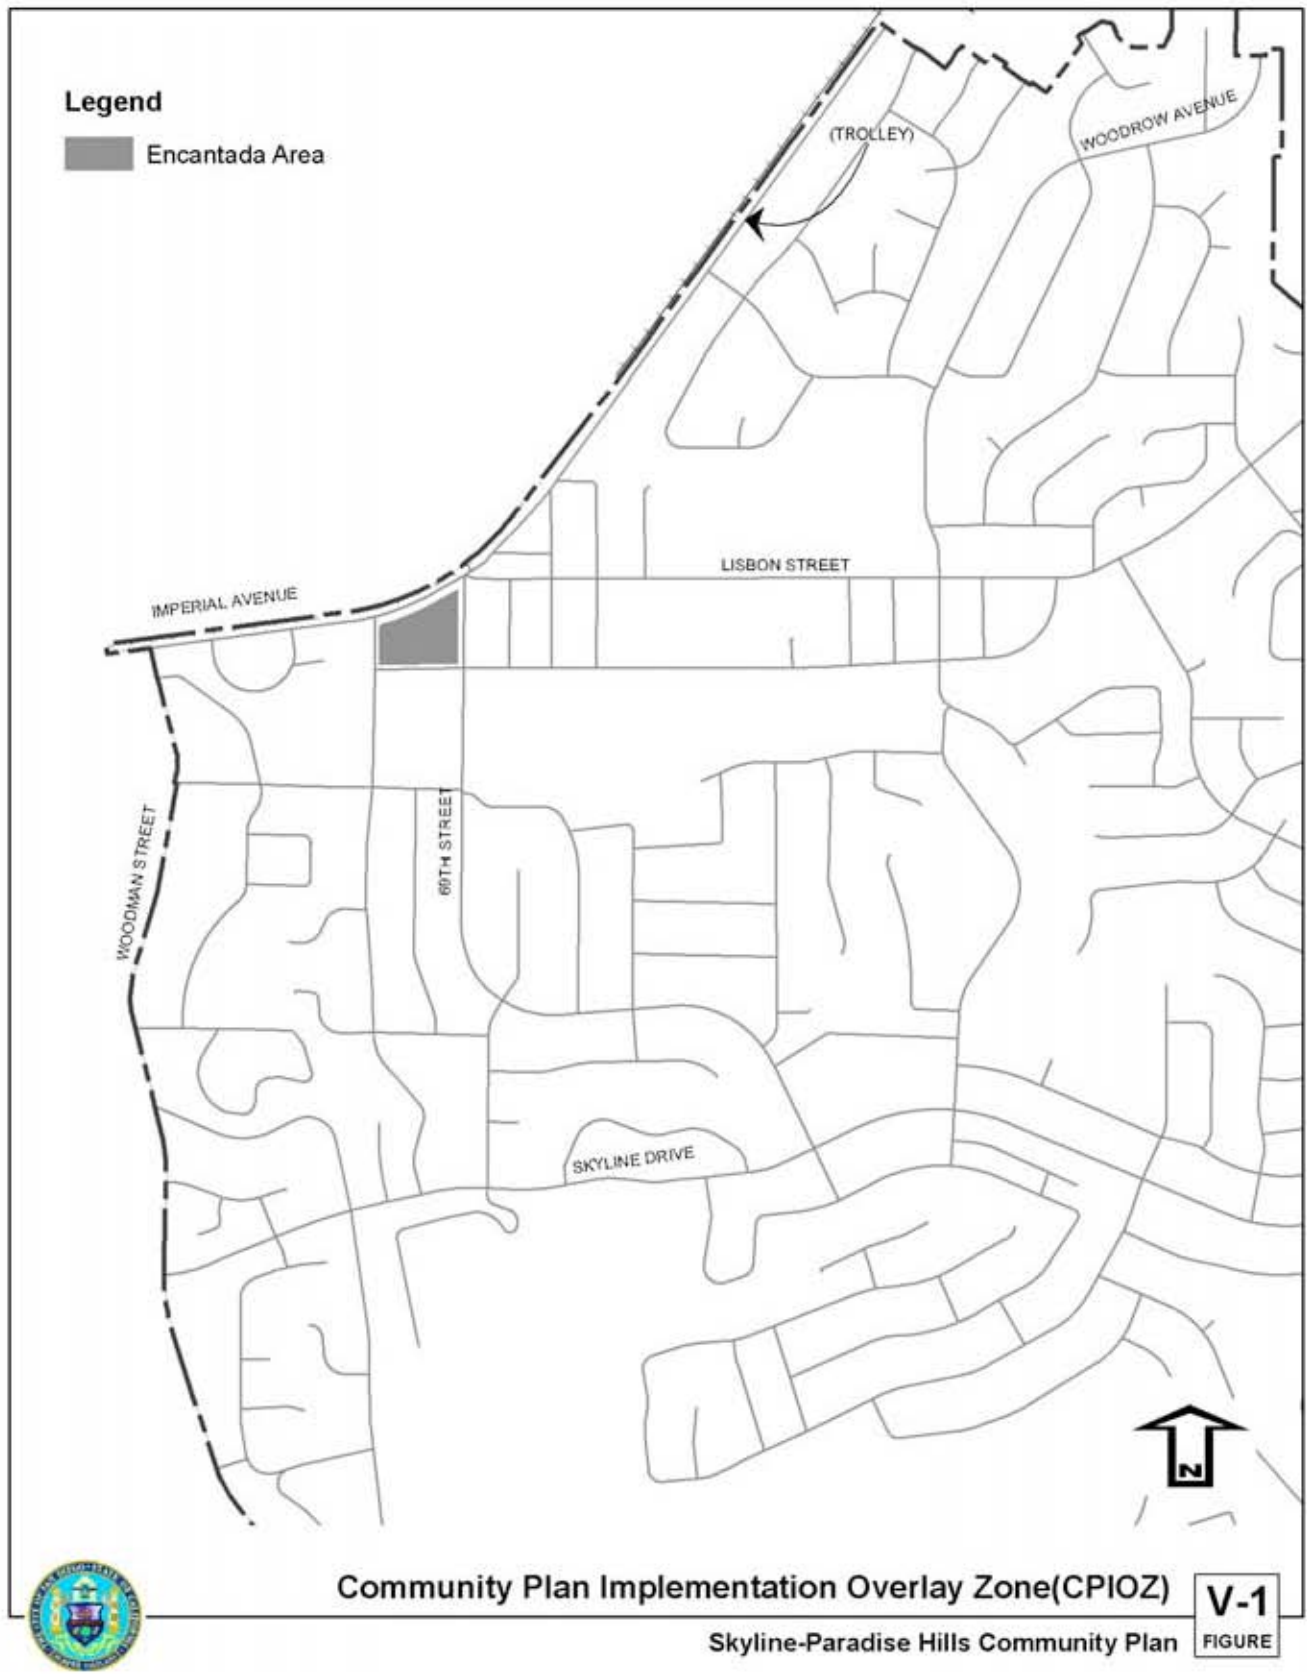 Legend
Encantada Area
(TROLLEY)
WOODROW AVENUE
LISBON STREET
IMPERIAL AVENUE
69TH STREET
WOODMAN STREET
SKYLINE DRIVE
N
Community Plan Implementation Overlay Zone(CPIOZ)
V-1
FIGURE
Skyline-Paradise Hills Community Plan